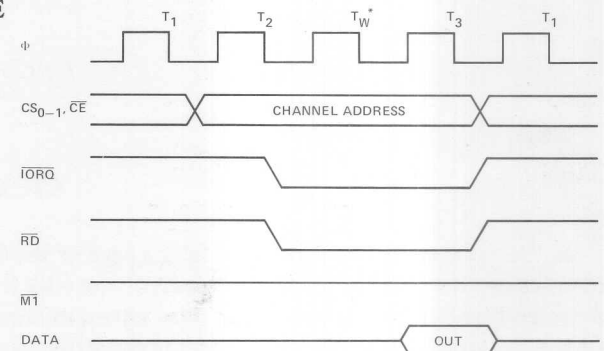 E
T1 T2 TW* T3 T1
Φ
CS0–1, CE
CHANNEL ADDRESS
IORQ
RD
M1
DATA
OUT